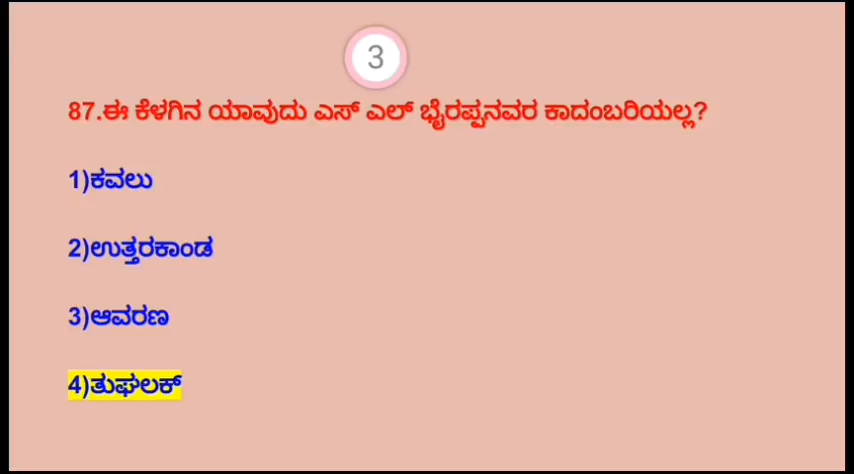 3
87.ಈ ಕೆಳಗಿನ ಯಾವುದು ಎಸ್ ಎಲ್ ಭೈರಪ್ಪನವರ ಕಾದಂಬರಿಯಲ್ಲ?
1)ಕವಲು
2)ಉತ್ತರಕಾಂಡ
3)ಆವರಣ
4)ತುಘಲಕ್